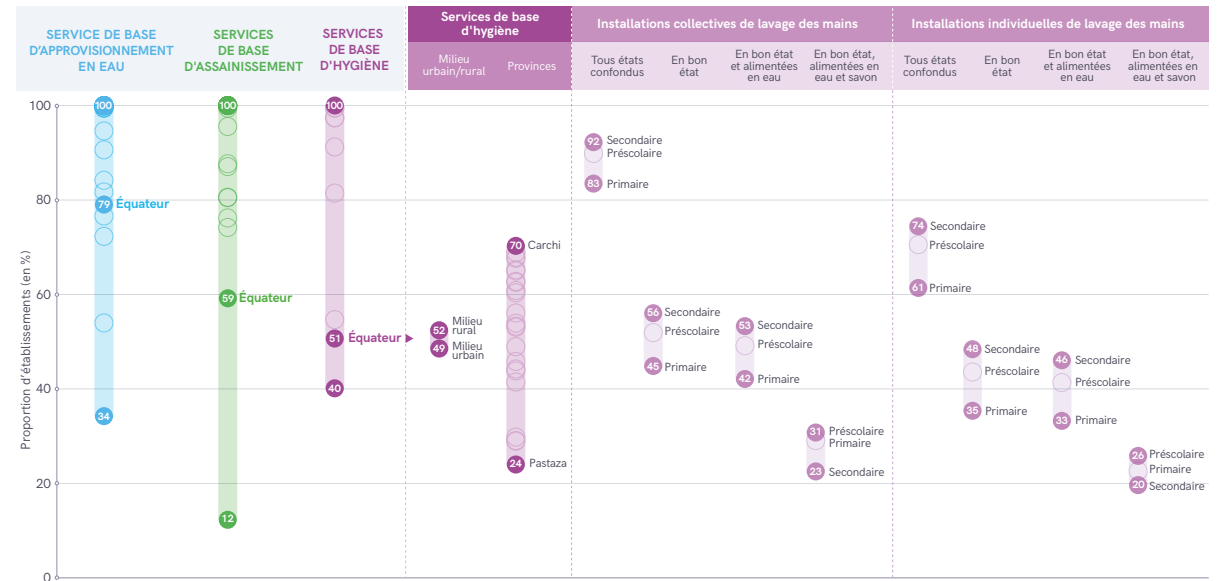 SERVICE DE BASE
D'APPROVISIONNEMENT
EN EAU
SERVICES
DE BASE
D'ASSAINISSEMENT
SERVICES
DE BASE
D'HYGIÈNE
Services de base
d'hygiène
Milieu
urbain/rural
Provinces
Installations collectives de lavage des mains
Tous états
confondus
En bon
état
En bon état
et alimentées
en eau
En bon état,
alimentées en
eau et savon
Installations individuelles de lavage des mains
Tous états
confondus
En bon
état
En bon état
et alimentées
en eau
En bon état,
alimentées en
eau et savon
Proportion d'établissements (en %)
100
80
60
40
20
0
100
79 Équateur
34
100
59 Équateur
12
100
51 Équateur
40
52 Milieu
rural
49 Milieu
urbain
70 Carchi
24 Pastaza
92 Secondaire
Préscolaire
83 Primaire
56 Secondaire
Préscolaire
45 Primaire
53 Secondaire
Préscolaire
42 Primaire
31 Préscolaire
Primaire
23 Secondaire
74 Secondaire
Préscolaire
61 Primaire
48 Secondaire
Préscolaire
35 Primaire
46 Secondaire
Préscolaire
33 Primaire
26 Préscolaire
Primaire
20 Secondaire